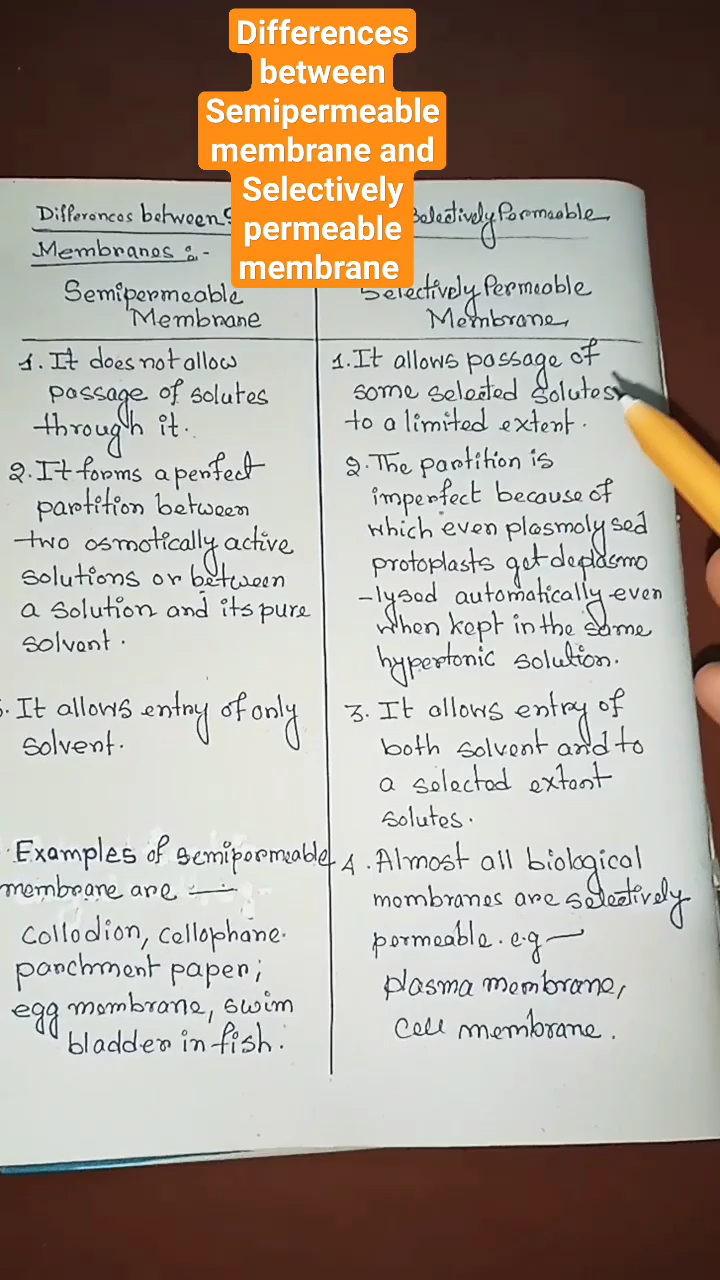 Differences
between
Semipermeable
membrane and
Selectively
permeable
membrane
Differences between
Selectively Permeable
Membranes :-
Semipermeable
Membrane
1. It does not allow
passage of solutes
through it.
2. It forms a perfect
partition between
two osmotically active
solutions or between
a solution and its pure
solvent.
. It allows entry of only
solvent.
Examples of semipermeable
membrane are —
collodion, cellophane.
parchment paper;
egg membrane, swim
bladder in fish.
Selectively Permeable
Membrane
1. It allows passage of
some selected solutes
to a limited extent.
2. The partition is
imperfect because of
which even plasmolysed
protoplasts get deplasmo
-lysed automatically even
when kept in the same
hypertonic solution.
3. It allows entry of
both solvent and to
a selected extent
solutes.
4. Almost all biological
membranes are selectively
permeable. e.g —
plasma membrane,
Cell membrane.